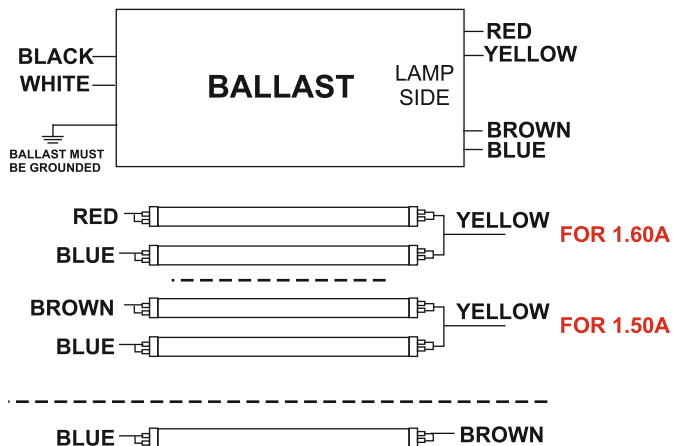 RED
BLACK
YELLOW
WHITE
BALLAST
LAMP
SIDE
BROWN
BLUE
BALLAST MUST
BE GROUNDED
RED
YELLOW
FOR 1.60A
BLUE
BROWN
YELLOW
FOR 1.50A
BLUE
BLUE
BROWN